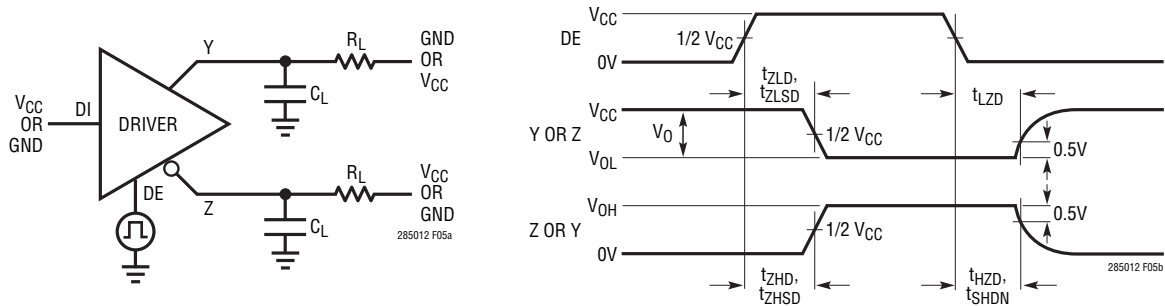 Y
RL
GND
OR
VCC
CL
VCC
OR
GND
DI
DRIVER
DE
Z
RL
VCC
OR
GND
CL
285012 F05a
DE
VCC
1/2 VCC
0V
tZLD,
tZLSD
tLZD
Y OR Z
VCC
VO
1/2 VCC
VOL
0.5V
Z OR Y
VOH
1/2 VCC
0V
0.5V
tZHD,
tZHSD
tHZD,
tSHDN
285012 F05b